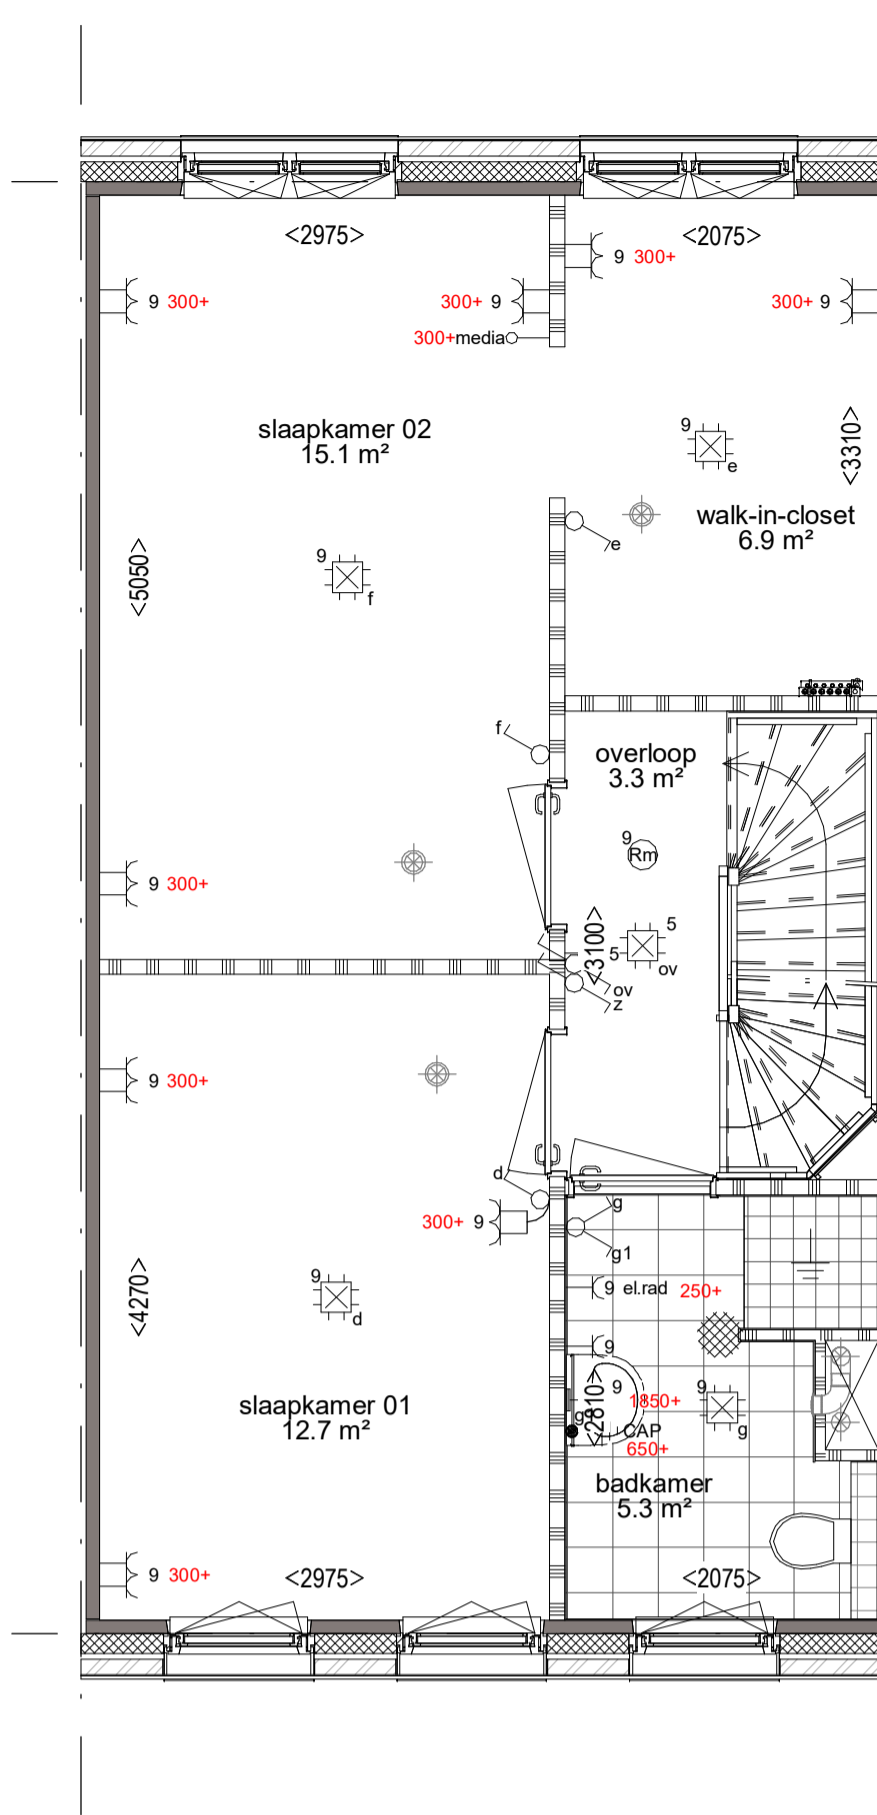 <2975>
<2075>
9 300+
9 300+
300+ 9
300+ 9
300+media
slaapkamer 02
15.1 m²
9
e
<3310>
walk-in-closet
6.9 m²
e
<5050>
9
f
f
overloop
3.3 m²
9
Rm
9 300+
5
5
ov
<3100>
ov
z
9 300+
d
300+ 9
g
g1
9 el.rad 250+
<4270>
9
d
9
9
1850+
<2810>
9
g
CAP
650+
slaapkamer 01
12.7 m²
badkamer
5.3 m²
9 300+
<2975>
<2075>